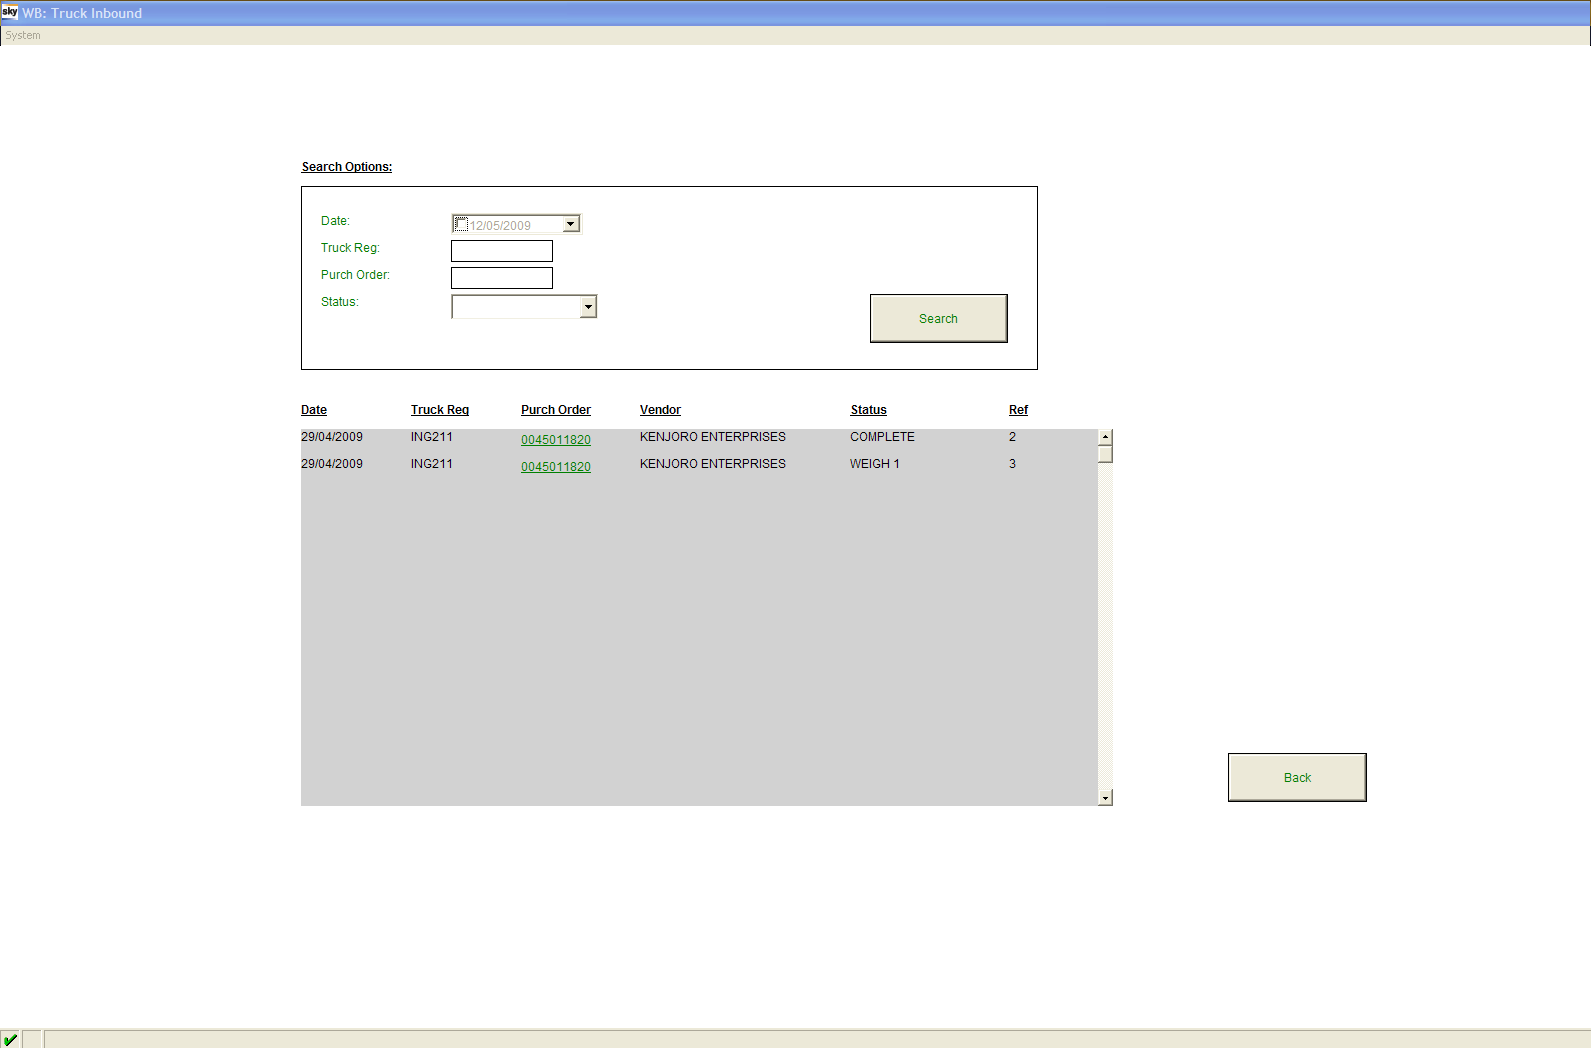 sky WB: Truck Inbound
System
Search Options:
Date: 12/05/2009
Truck Reg:
Purch Order:
Status:
Search
Date Truck Reg Purch Order Vendor Status Ref
29/04/2009 ING211 0045011820 KENJORO ENTERPRISES COMPLETE 2
29/04/2009 ING211 0045011820 KENJORO ENTERPRISES WEIGH 1 3
Back